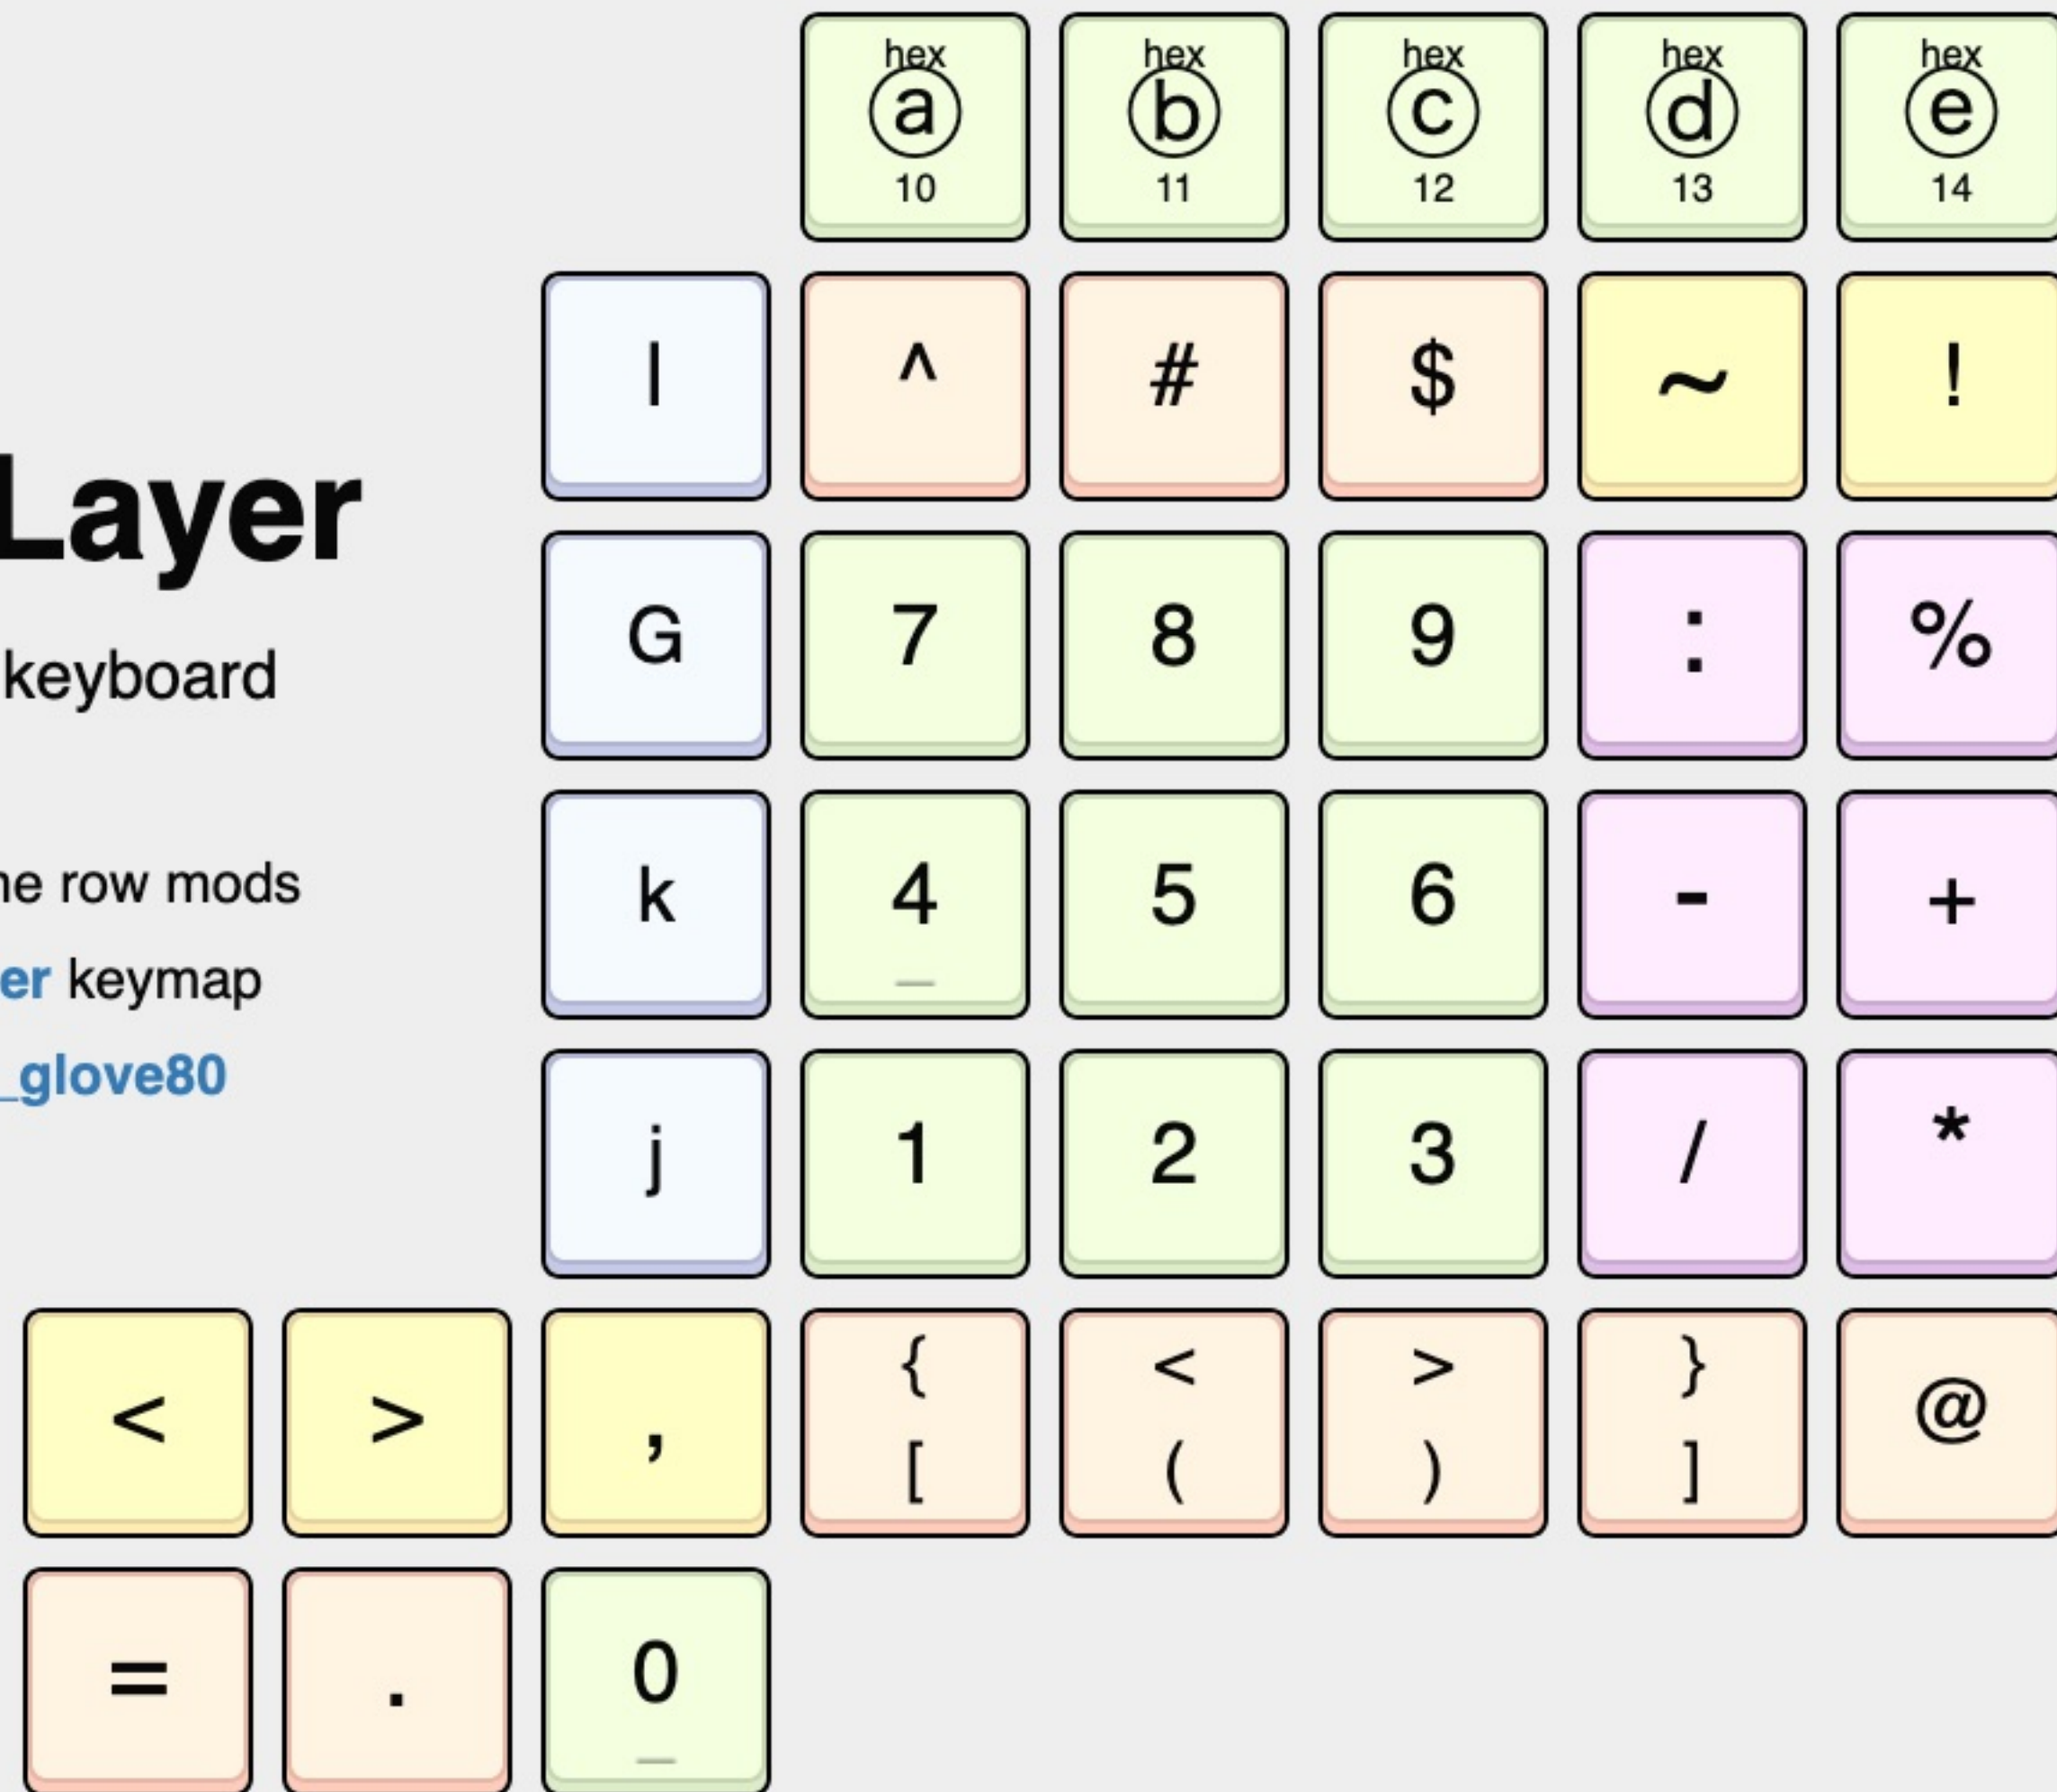 hex hex hex hex hex
ⓐ ⓑ ⓒ ⓓ ⓔ
10 11 12 13 14
| ^ # $ ~ !
Layer
G 7 8 9 : %
keyboard
k 4 5 6 - +
ne row mods
er keymap
_glove80
j 1 2 3 / *
{ < > }
< > , [ ( ) ] @
= . 0